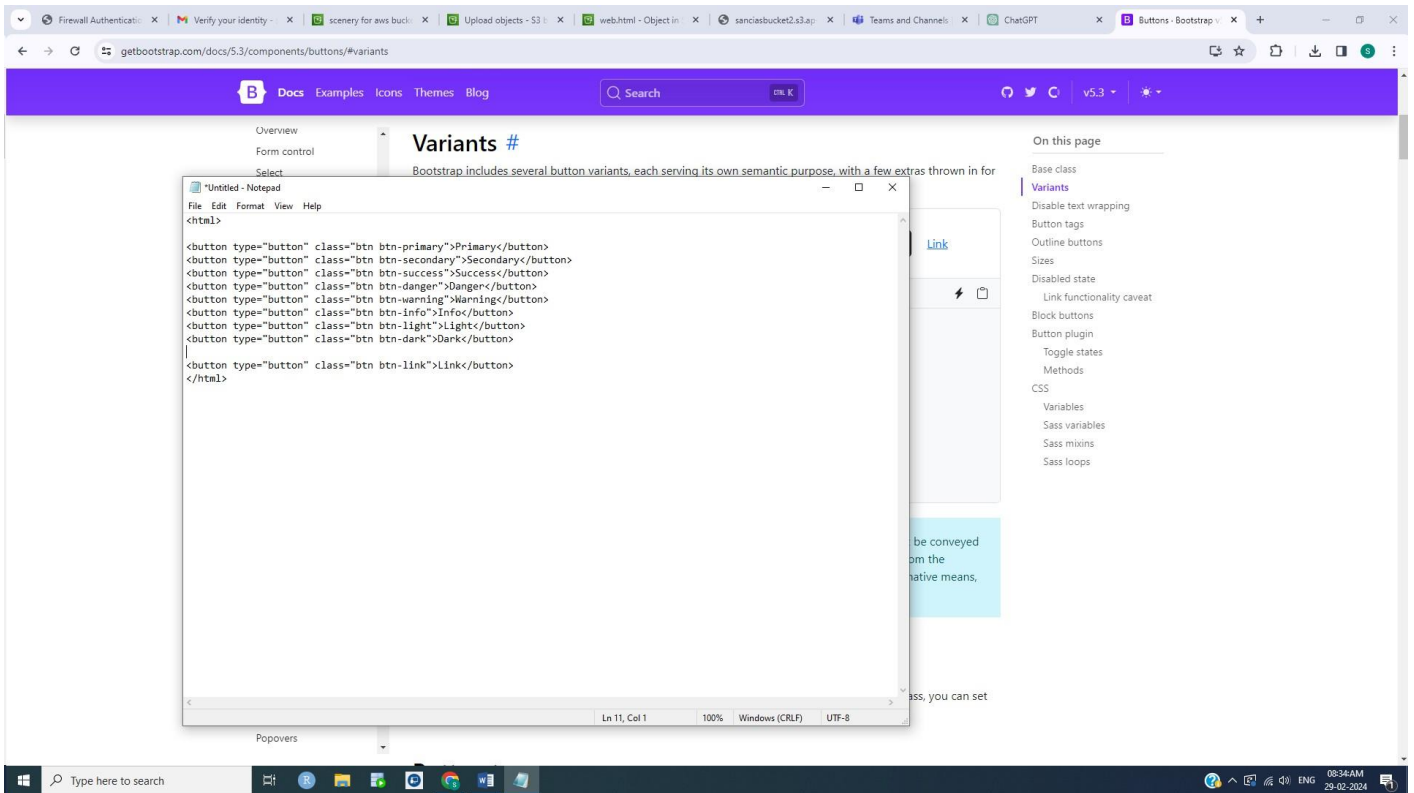 Firewall Authenticatio
Verify your identity -
scenery for aws buck
Upload objects - S3 b
web.html - Object in
sanciasbucket2.s3.ap
Teams and Channels
ChatGPT
Buttons · Bootstrap v
getbootstrap.com/docs/5.3/components/buttons/#variants
S
B Docs Examples Icons Themes Blog
Search
CTRL K
v5.3
Overview
Form control
Select
Variants #
Bootstrap includes several button variants, each serving its own semantic purpose, with a few extras thrown in for
*Untitled - Notepad
File Edit Format View Help
<html>
<button type="button" class="btn btn-primary">Primary</button>
<button type="button" class="btn btn-secondary">Secondary</button>
<button type="button" class="btn btn-success">Success</button>
<button type="button" class="btn btn-danger">Danger</button>
<button type="button" class="btn btn-warning">Warning</button>
<button type="button" class="btn btn-info">Info</button>
<button type="button" class="btn btn-light">Light</button>
<button type="button" class="btn btn-dark">Dark</button>
<button type="button" class="btn btn-link">Link</button>
</html>
Ln 11, Col 1
100%
Windows (CRLF)
UTF-8
Link
be conveyed
om the
native means,
ass, you can set
Popovers
On this page
Base class
Variants
Disable text wrapping
Button tags
Outline buttons
Sizes
Disabled state
Link functionality caveat
Block buttons
Button plugin
Toggle states
Methods
CSS
Variables
Sass variables
Sass mixins
Sass loops
Type here to search
ENG
08:34 AM
29-02-2024